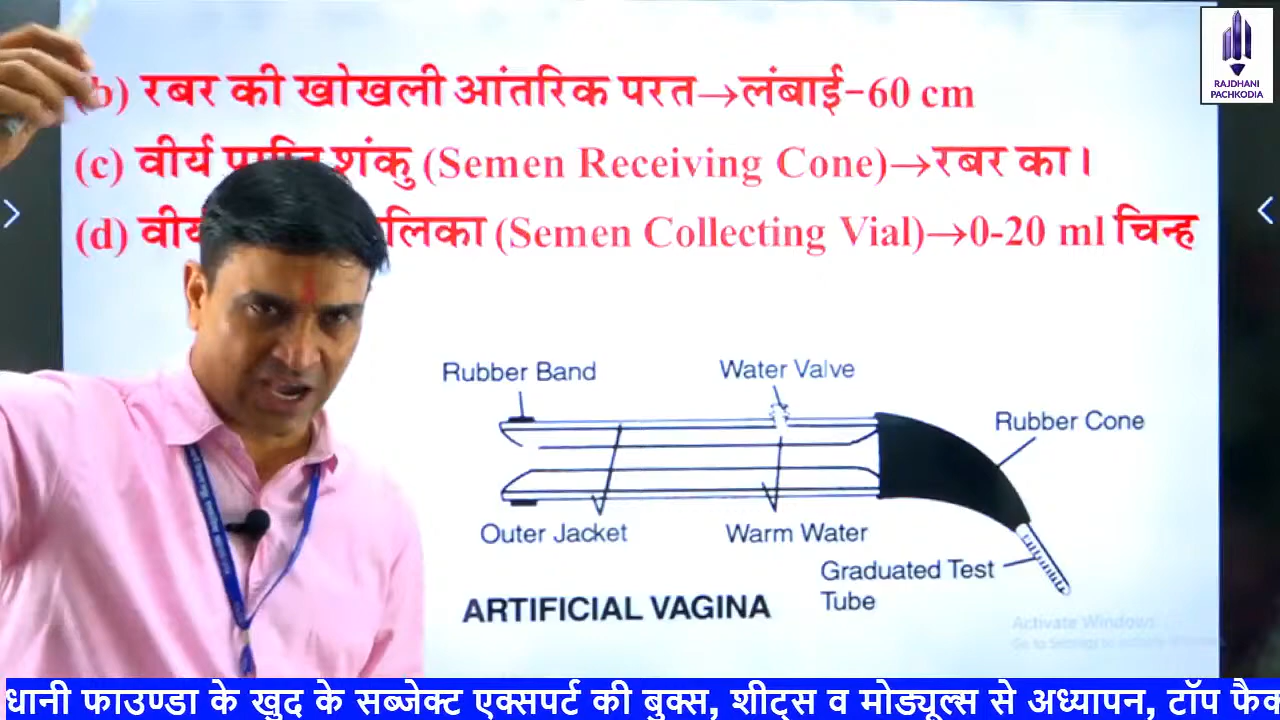 RAJDHANI
PACHKODIA
b) रबर की खोखली आंतरिक परत→लंबाई–60 cm
(c) वीर्य शंकु (Semen Receiving Cone)→रबर का।
(d) (Semen Collecting Vial)→0-20 ml चिन्ह
Rubber Band
Water Valve
Rubber Cone
Outer Jacket
Warm Water
Graduated Test
Tube
ARTIFICIAL VAGINA
Activate Windows
धानी फाउण्डा के खुद के सब्जेक्ट एक्सपर्ट की बुक्स, शीट्स व मोड्यूल्स से अध्यापन, टॉप